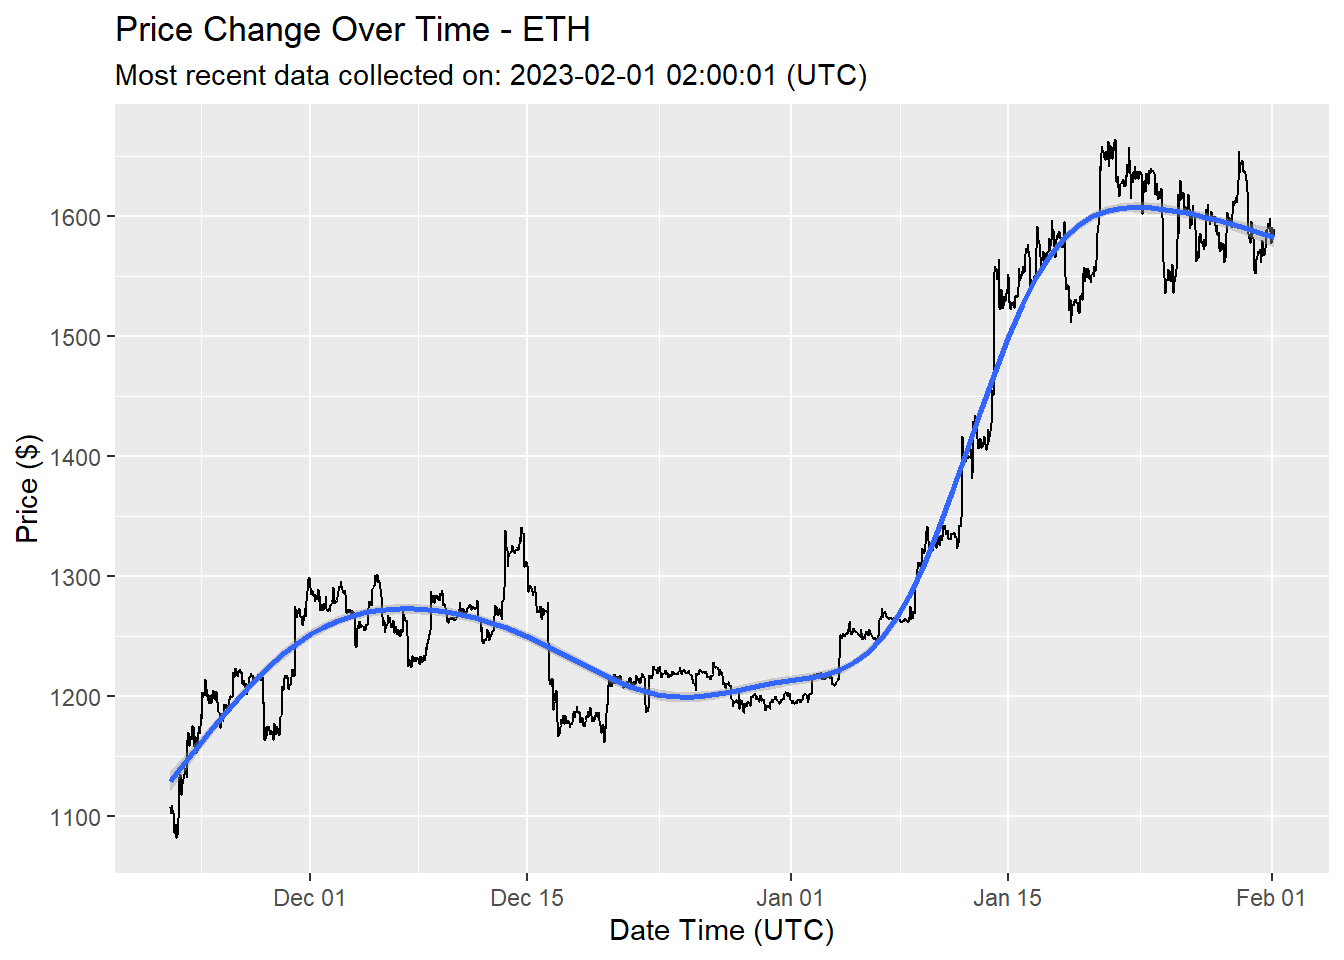 Price Change Over Time - ETH
Most recent data collected on: 2023-02-01 02:00:01 (UTC)
Price ($)
1600
1500
1400
1300
1200
1100
Dec 01
Dec 15
Jan 01
Jan 15
Feb 01
Date Time (UTC)